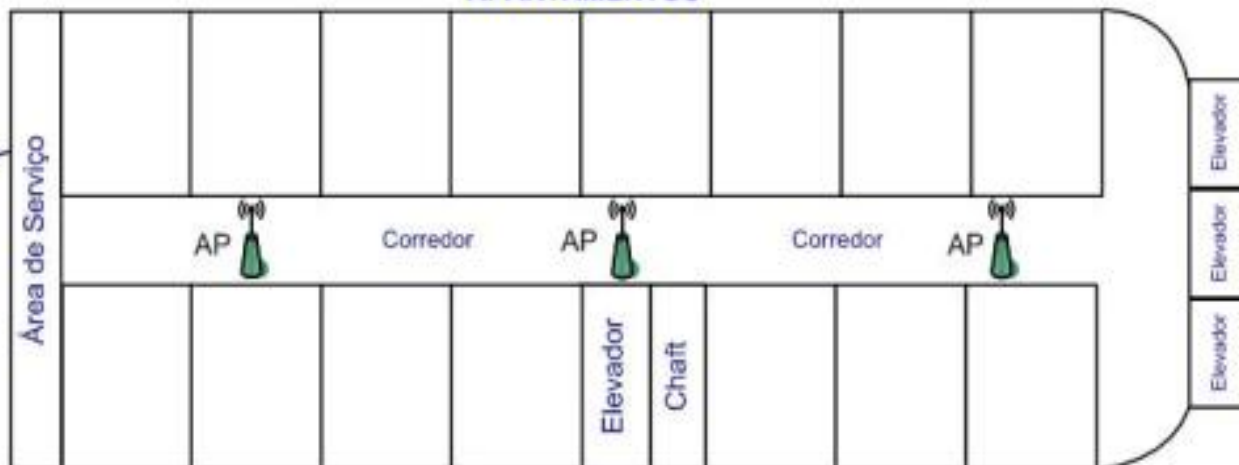 Área de Serviço
AP
Corredor
AP
Corredor
AP
Elevador
Chaft
Elevador
Elevador
Elevador